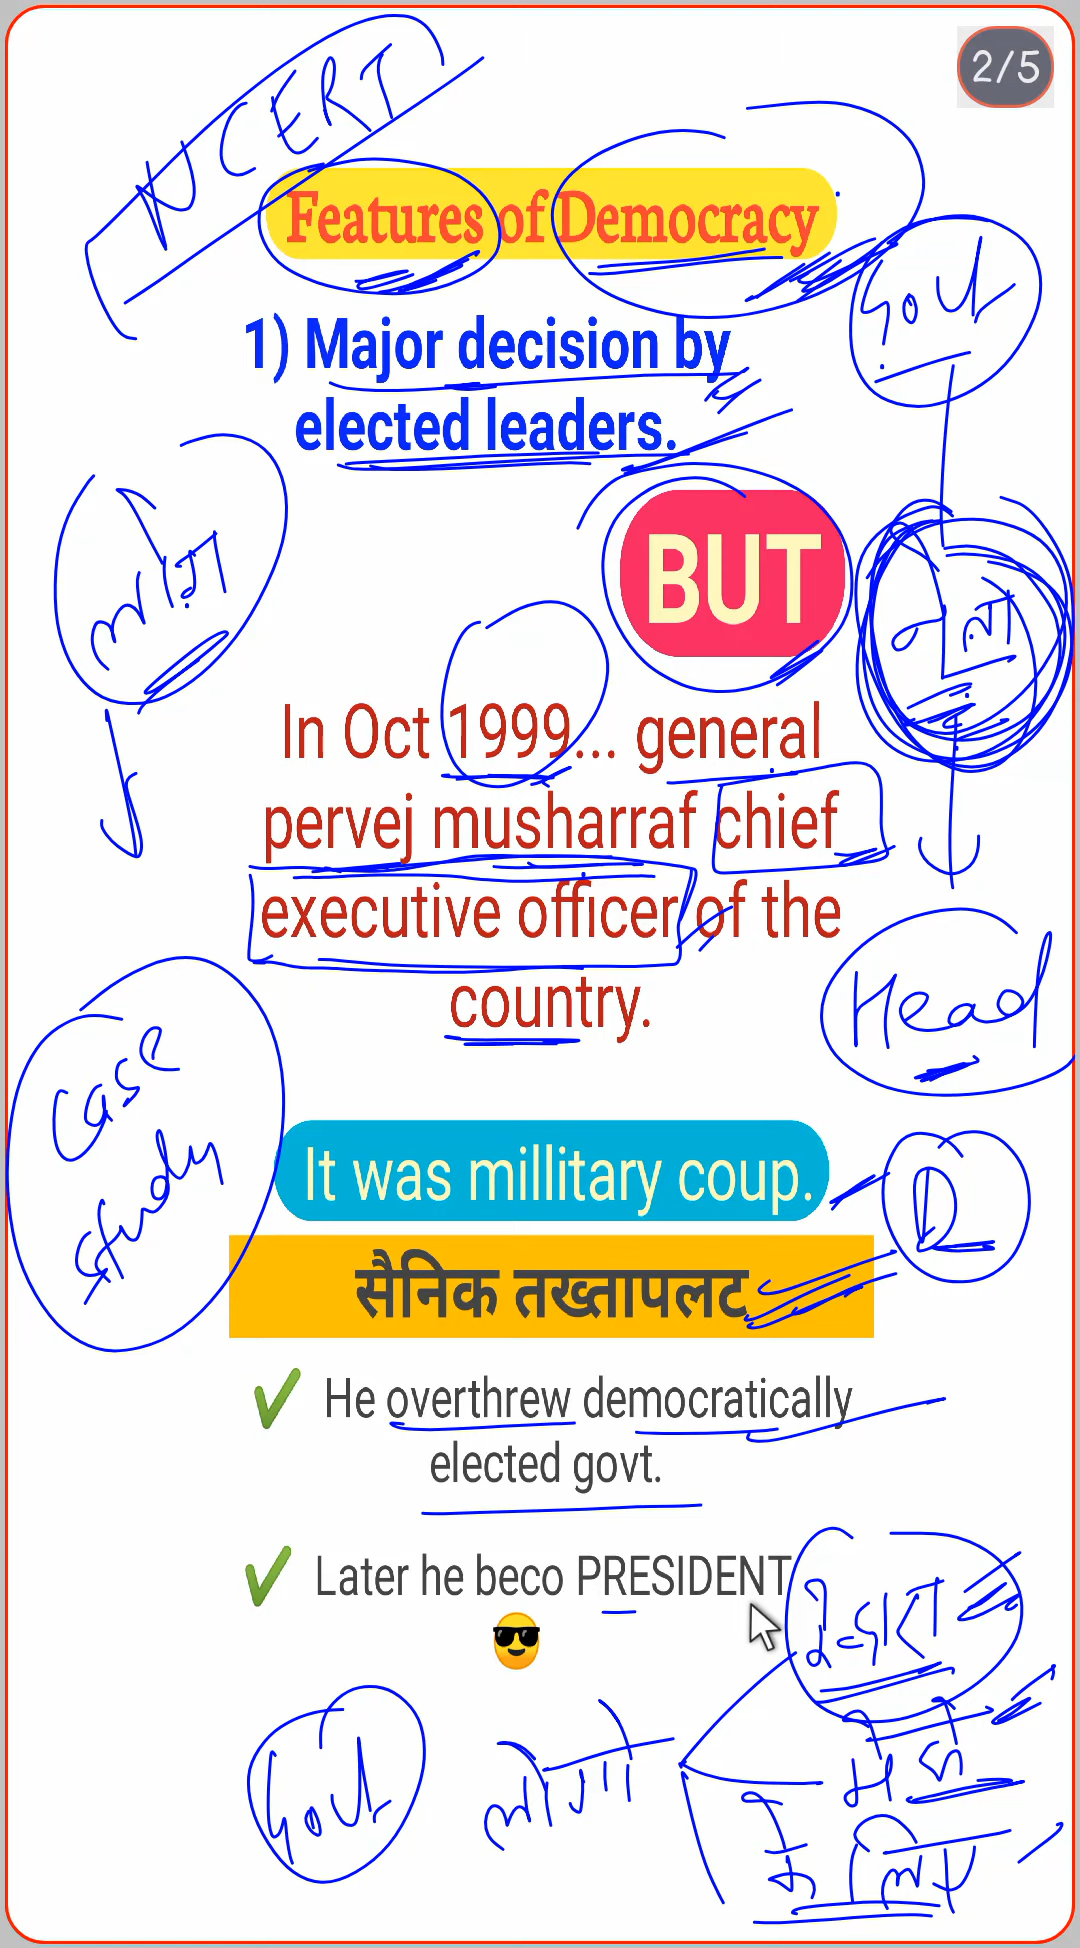 2/5
NCERT
Features of Democracy
Govt
1) Major decision by
elected leaders.
BUT
In Oct 1999... general
pervej musharraf chief
executive officer of the
country.
Head
Case
study
It was millitary coup.
D
सैनिक तख्तापलट
✔ He overthrew democratically
elected govt.
✔ Later he beco PRESIDENT
😎
Govt